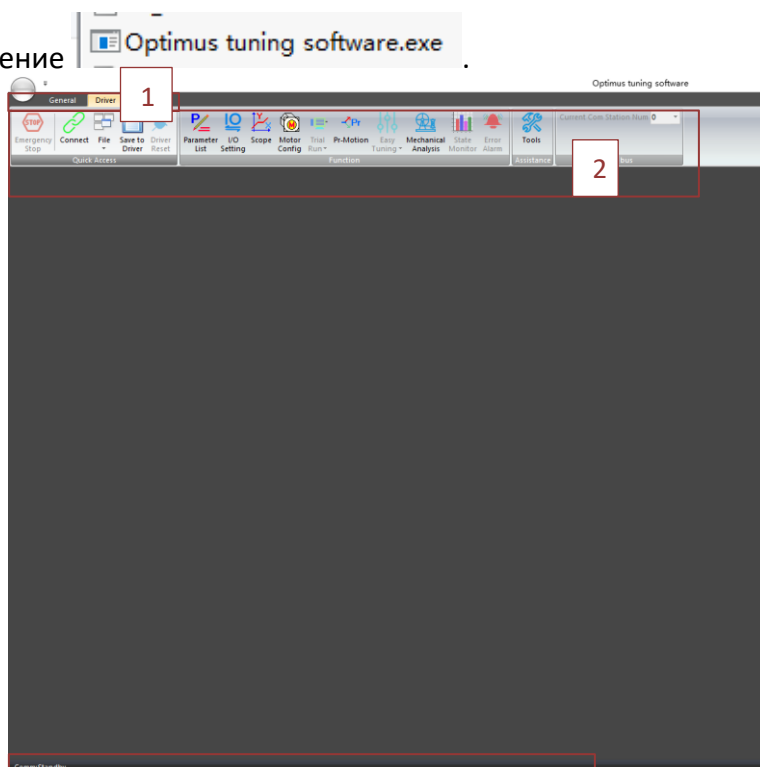 ение Optimus tuning software.exe .
Optimus tuning software
General Driver 1
Emergency Stop Connect File Save to Driver Driver Reset Parameter List I/O Setting Scope Motor Config Trial Run Pr-Motion Easy Tuning Mechanical Analysis State Monitor Error Alarm Tools Current Com Station Num 0
Quick Access Function Assistance bus
2